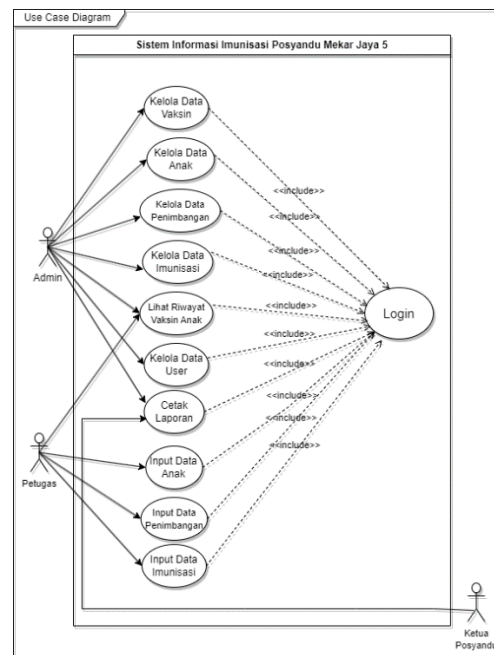 Use Case Diagram
Sistem Informasi Imunisasi Posyandu Mekar Jaya 5
Kelola Data
Vaksin
Kelola Data
Anak
<<include>>
Kelola Data
Penimbangan
<<include>>
Admin
Kelola Data
Imunisasi
<<include>>
<<include>>
Lihat Riwayat
Vaksin Anak
<<include>>
Login
Kelola Data
User
<<include>>
<<include>>
Cetak
Laporan
<<include>>
<<include>>
<<include>>
Petugas
Input Data
Anak
Input Data
Penimbangan
Input Data
Imunisasi
Ketua
Posyandu